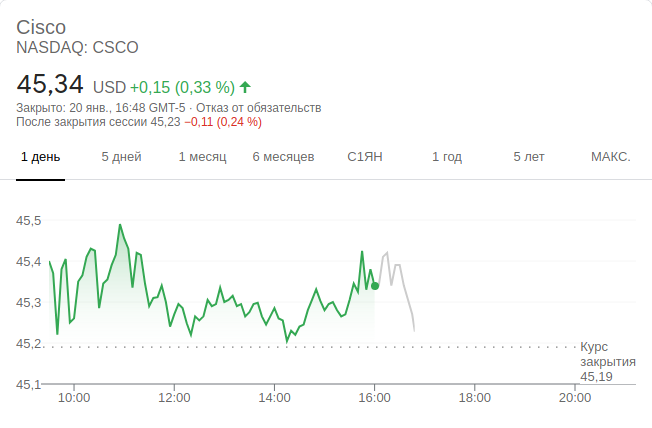 Cisco
NASDAQ: CSCO
45,34 USD +0,15 (0,33 %)
Закрыто: 20 янв., 16:48 GMT-5 · Отказ от обязательств
После закрытия сессии 45,23 −0,11 (0,24 %)
1 день 5 дней 1 месяц 6 месяцев С1ЯН 1 год 5 лет МАКС.
45,5
45,4
45,3
45,2
Курс
закрытия
45,19
45,1
10:00 12:00 14:00 16:00 18:00 20:00